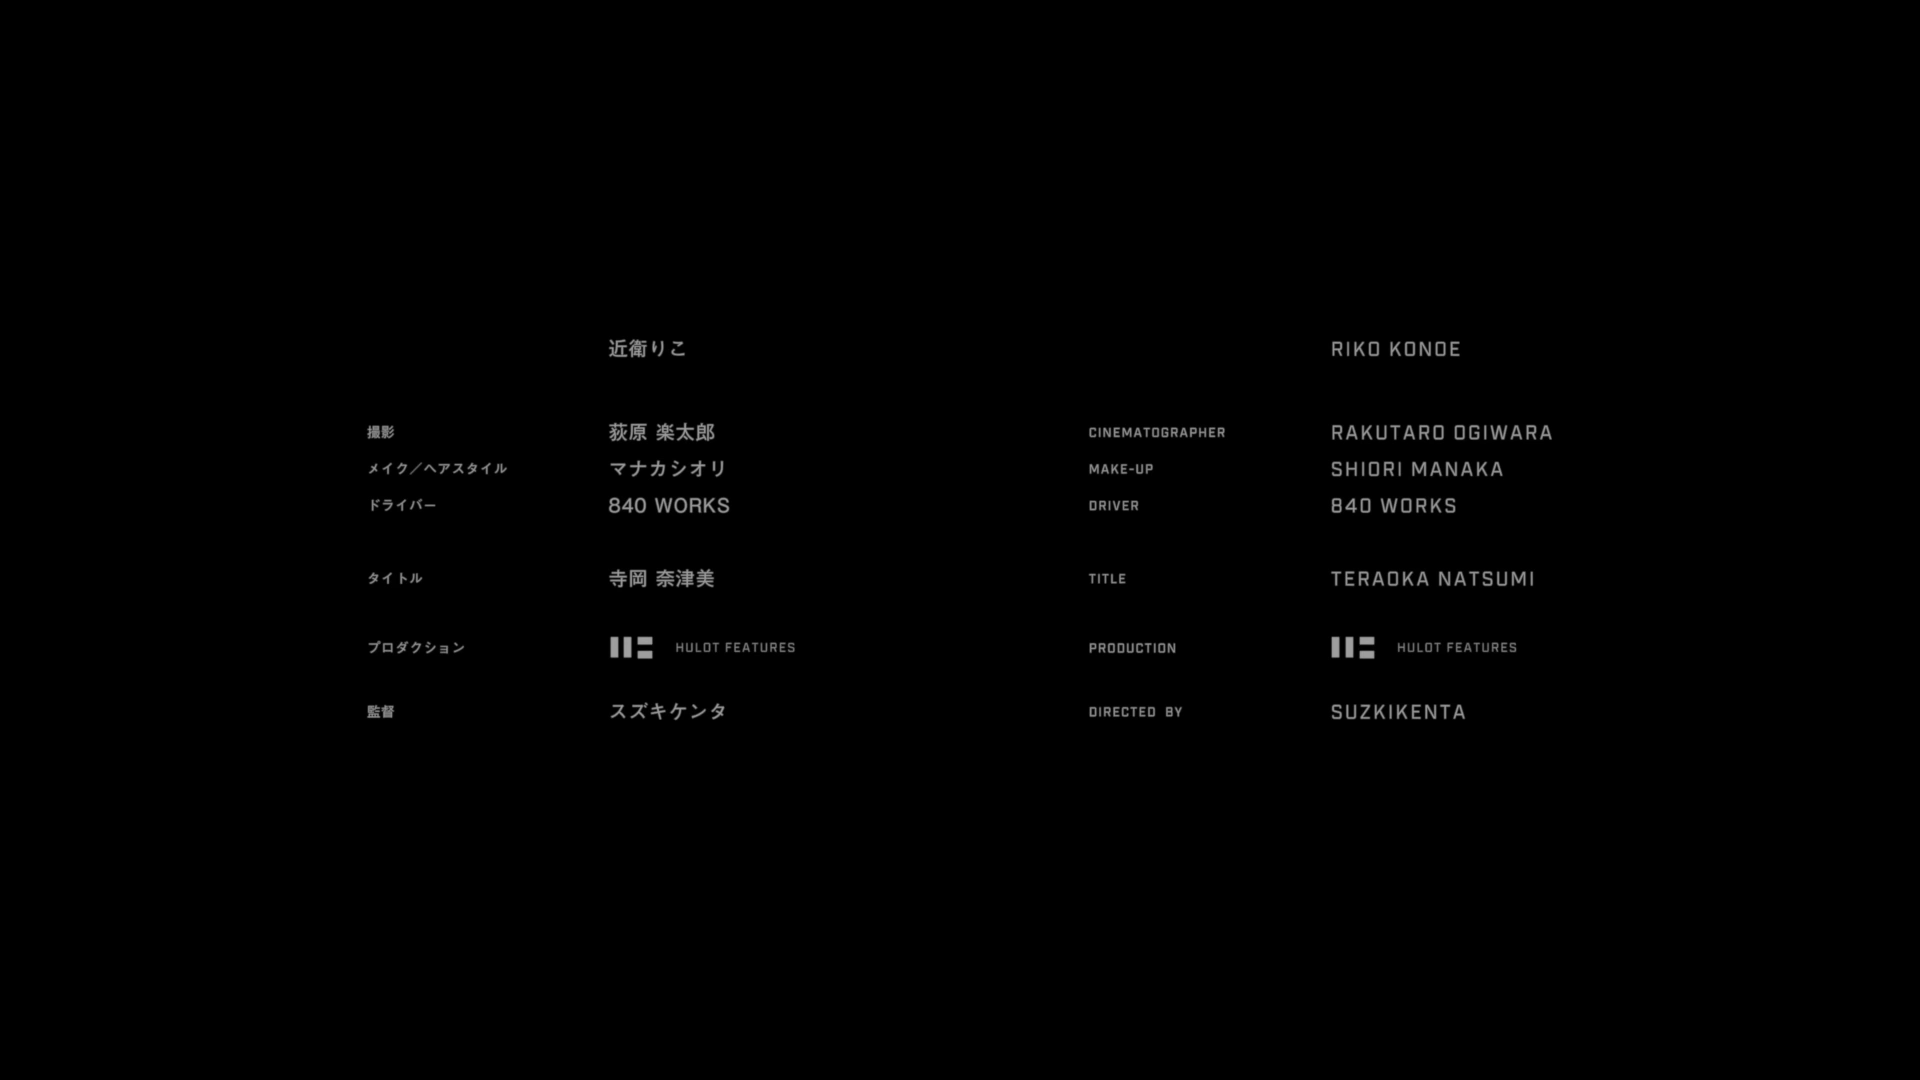 近衛りこ
撮影 荻原 楽太郎
メイク／ヘアスタイル マナカシオリ
ドライバー 840 WORKS
タイトル 寺岡 奈津美
プロダクション HULOT FEATURES
監督 スズキケンタ
RIKO KONOE
CINEMATOGRAPHER RAKUTARO OGIWARA
MAKE-UP SHIORI MANAKA
DRIVER 840 WORKS
TITLE TERAOKA NATSUMI
PRODUCTION HULOT FEATURES
DIRECTED BY SUZKIKENTA